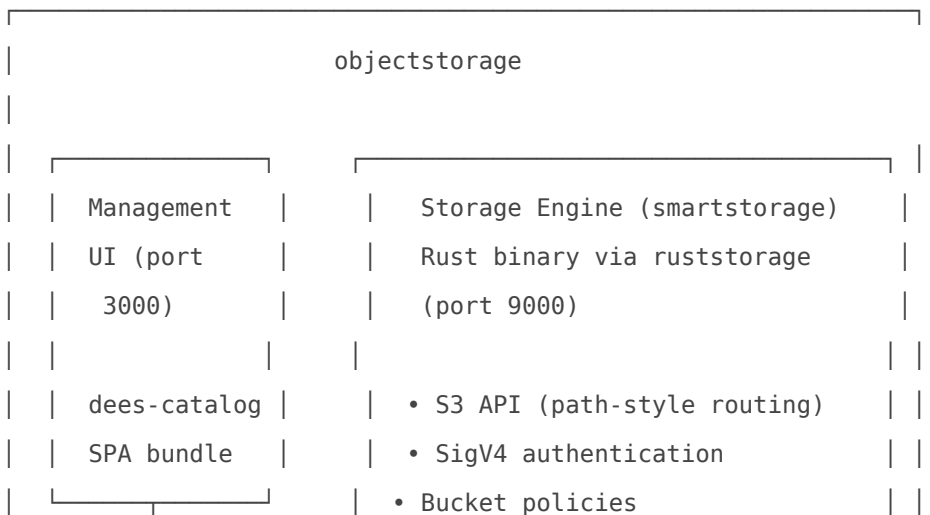 objectstorage
Management Storage Engine (smartstorage)
UI (port Rust binary via ruststorage
3000) (port 9000)
dees-catalog • S3 API (path-style routing)
SPA bundle • SigV4 authentication
• Bucket policies